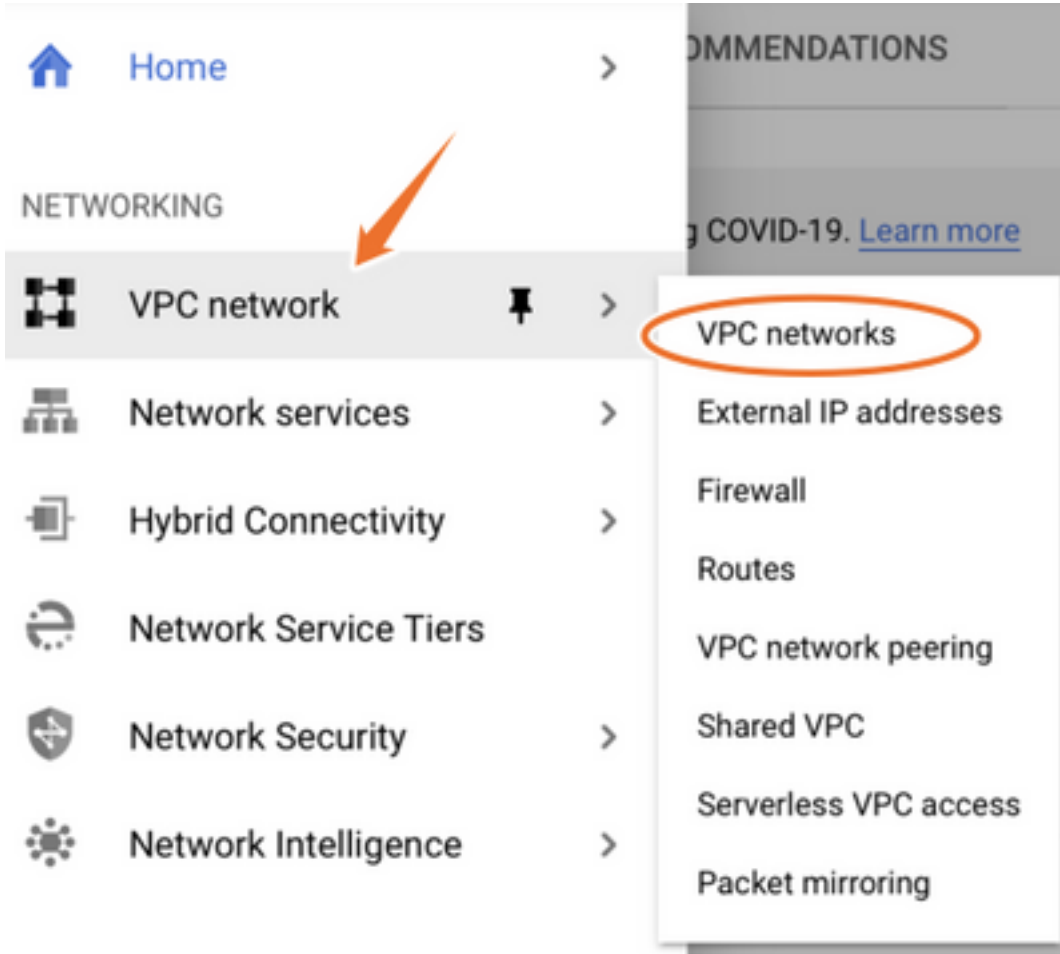 Home
NETWORKING
VPC network
Network services
Hybrid Connectivity
Network Service Tiers
Network Security
Network Intelligence
COVID-19. Learn more
VPC networks
External IP addresses
Firewall
Routes
VPC network peering
Shared VPC
Serverless VPC access
Packet mirroring